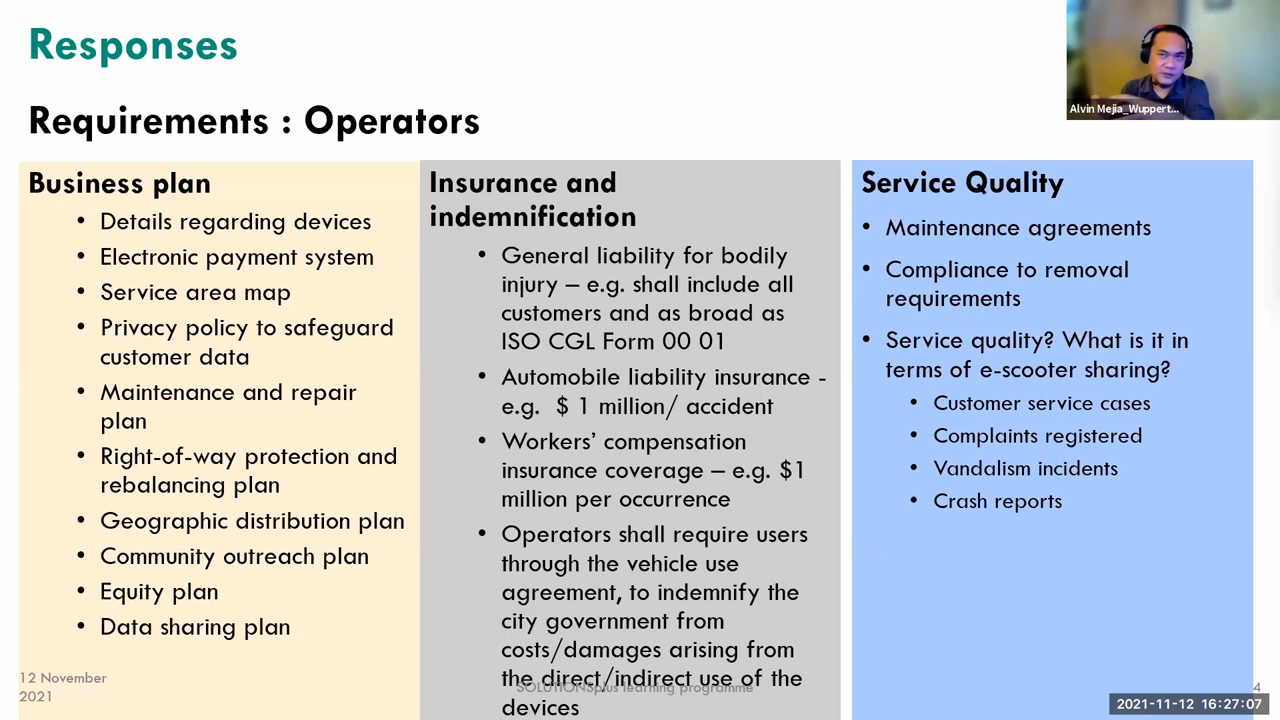 Responses
Requirements : Operators
Alvin Mejia_Wuppert...
Business plan
• Details regarding devices
• Electronic payment system
• Service area map
• Privacy policy to safeguard
customer data
• Maintenance and repair
plan
• Right-of-way protection and
rebalancing plan
• Geographic distribution plan
• Community outreach plan
• Equity plan
• Data sharing plan
Insurance and
indemnification
• General liability for bodily
injury – e.g. shall include all
customers and as broad as
ISO CGL Form 00 01
• Automobile liability insurance -
e.g. $ 1 million/ accident
• Workers’ compensation
insurance coverage – e.g. $1
million per occurrence
• Operators shall require users
through the vehicle use
agreement, to indemnify the
city government from
costs/damages arising from
the direct/indirect use of the
devices
Service Quality
• Maintenance agreements
• Compliance to removal
requirements
• Service quality? What is it in
terms of e-scooter sharing?
• Customer service cases
• Complaints registered
• Vandalism incidents
• Crash reports
12 November
2021
SOLUTIONSplus learning programme
4
2021-11-12 16:27:07